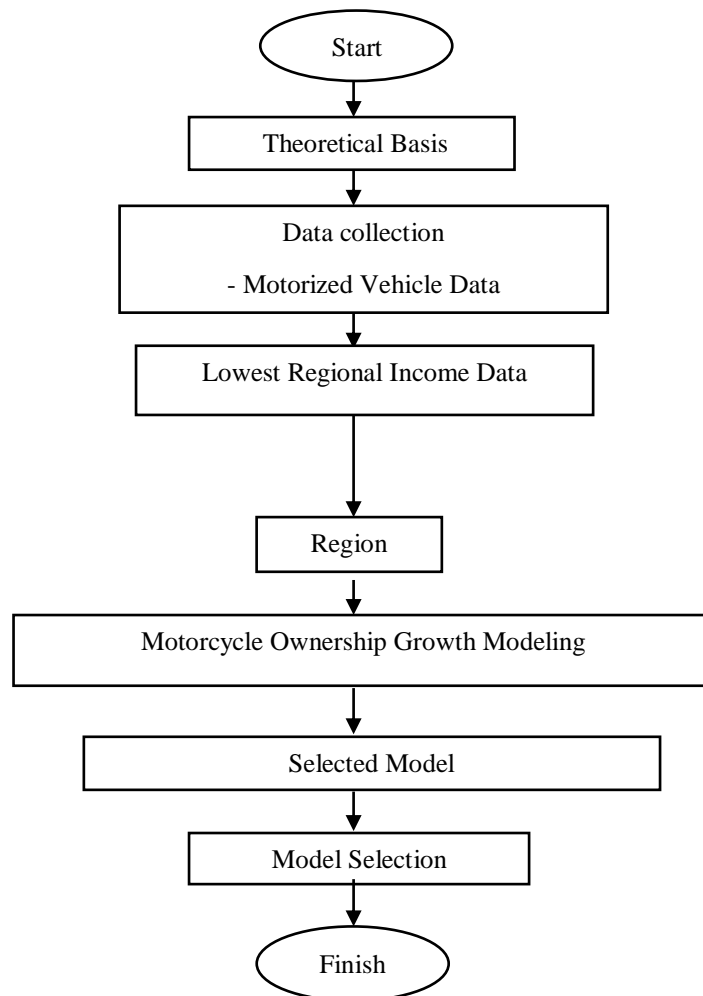 Start
Theoretical Basis
Data collection
- Motorized Vehicle Data
Lowest Regional Income Data
Region
Motorcycle Ownership Growth Modeling
Selected Model
Model Selection
Finish